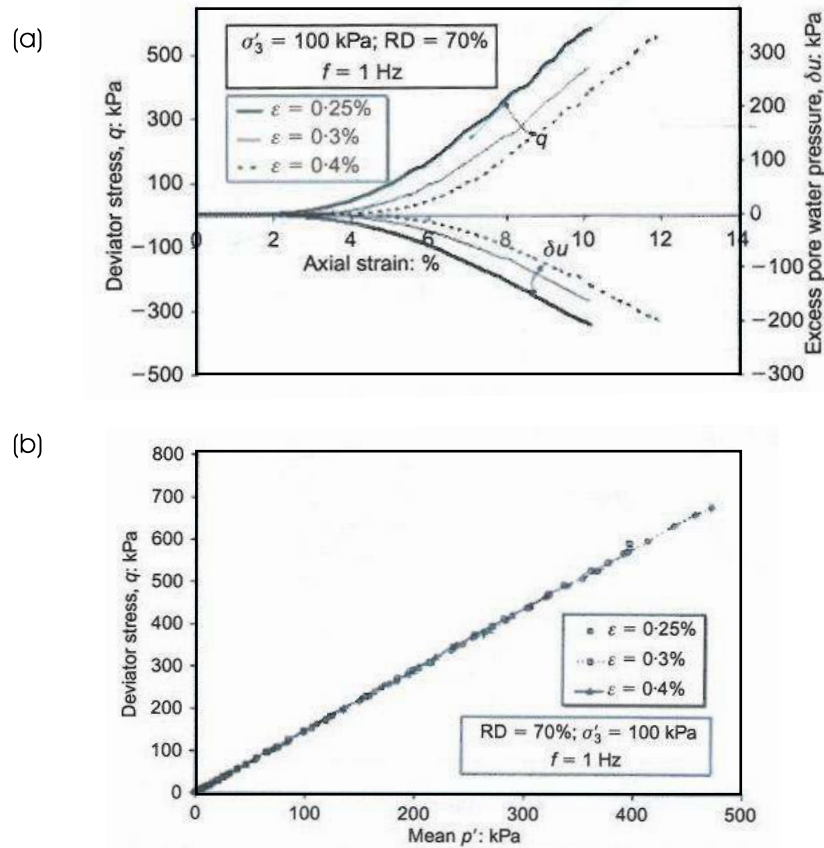 (a)
500
300
100
0
−100
−300
−500
Deviator stress, q: kPa
σ′3 = 100 kPa; RD = 70%
f = 1 Hz
ε = 0·25%
ε = 0·3%
ε = 0·4%
q
δu
0 2 4 6 8 10 12 14
Axial strain: %
300
200
100
0
−100
−200
−300
Excess pore water pressure, δu: kPa
(b)
800
700
600
500
400
300
200
100
0
Deviator stress, q: kPa
ε = 0·25%
ε = 0·3%
ε = 0·4%
RD = 70%; σ′3 = 100 kPa
f = 1 Hz
0 100 200 300 400 500
Mean p′: kPa